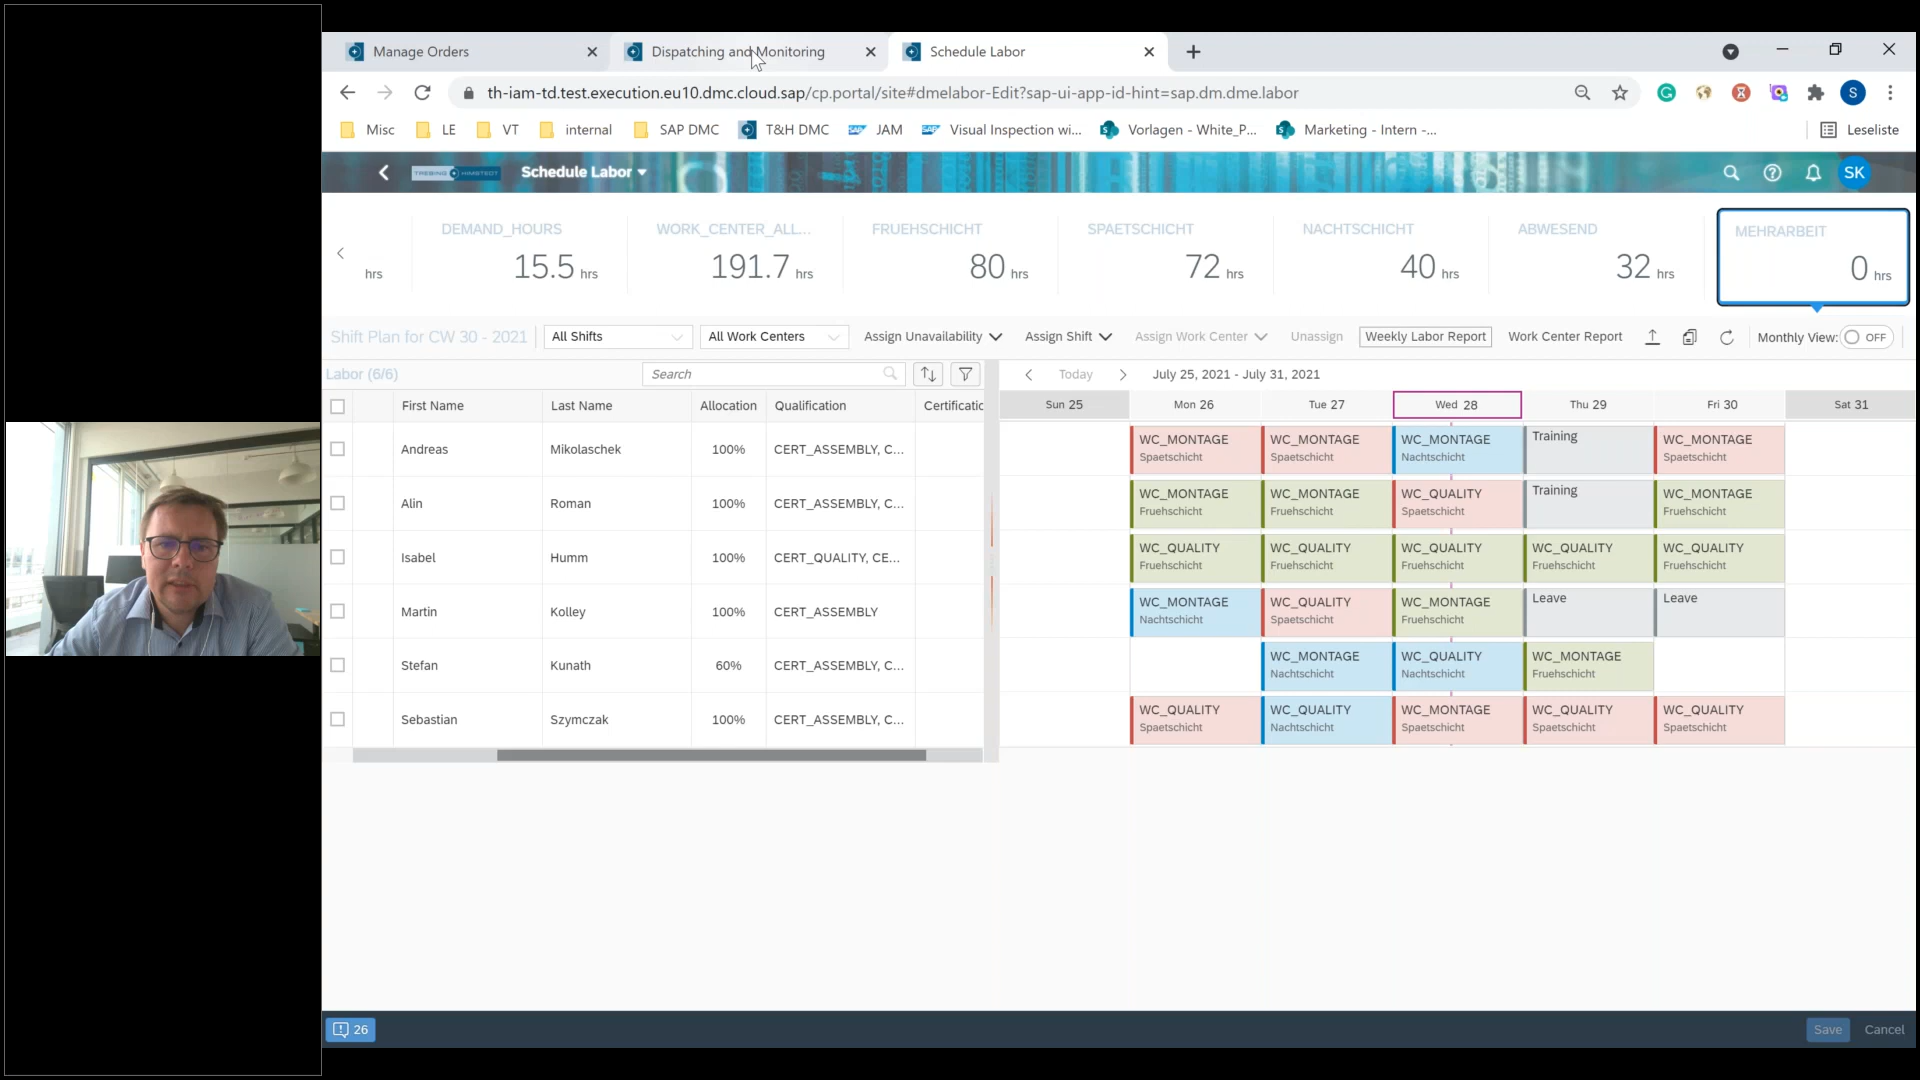 Manage Orders
Dispatching and Monitoring
Schedule Labor
th-iam-td.test.execution.eu10.dmc.cloud.sap/cp.portal/site#dmelabor-Edit?sap-ui-app-id-hint=sap.dm.dme.labor
S
Misc LE VT internal SAP DMC T&H DMC JAM Visual Inspection wi... Vorlagen - White_P... Marketing - Intern -... Leseliste
TREBING HIMSTEDT Schedule Labor SK
DEMAND_HOURS WORK_CENTER_ALL... FRUEHSCHICHT SPAETSCHICHT NACHTSCHICHT ABWESEND MEHRARBEIT
hrs 15.5 hrs 191.7 hrs 80 hrs 72 hrs 40 hrs 32 hrs 0 hrs
Shift Plan for CW 30 - 2021 All Shifts All Work Centers Assign Unavailability Assign Shift Assign Work Center Unassign Weekly Labor Report Work Center Report Monthly View: OFF
Labor (6/6) Search Today July 25, 2021 - July 31, 2021
First Name Last Name Allocation Qualification Certificatic Sun 25 Mon 26 Tue 27 Wed 28 Thu 29 Fri 30 Sat 31
Andreas Mikolaschek 100% CERT_ASSEMBLY, C...
WC_MONTAGE WC_MONTAGE WC_MONTAGE Training WC_MONTAGE
Spaetschicht Spaetschicht Nachtschicht Spaetschicht
Alin Roman 100% CERT_ASSEMBLY, C...
WC_MONTAGE WC_MONTAGE WC_QUALITY Training WC_MONTAGE
Fruehschicht Fruehschicht Spaetschicht Fruehschicht
Isabel Humm 100% CERT_QUALITY, CE...
WC_QUALITY WC_QUALITY WC_QUALITY WC_QUALITY WC_QUALITY
Fruehschicht Fruehschicht Fruehschicht Fruehschicht Fruehschicht
Martin Kolley 100% CERT_ASSEMBLY
WC_MONTAGE WC_QUALITY WC_MONTAGE Leave Leave
Nachtschicht Spaetschicht Fruehschicht
Stefan Kunath 60% CERT_ASSEMBLY, C...
WC_MONTAGE WC_QUALITY WC_MONTAGE
Nachtschicht Nachtschicht Fruehschicht
Sebastian Szymczak 100% CERT_ASSEMBLY, C...
WC_QUALITY WC_QUALITY WC_MONTAGE WC_QUALITY WC_QUALITY
Spaetschicht Nachtschicht Spaetschicht Spaetschicht Spaetschicht
26 Save Cancel